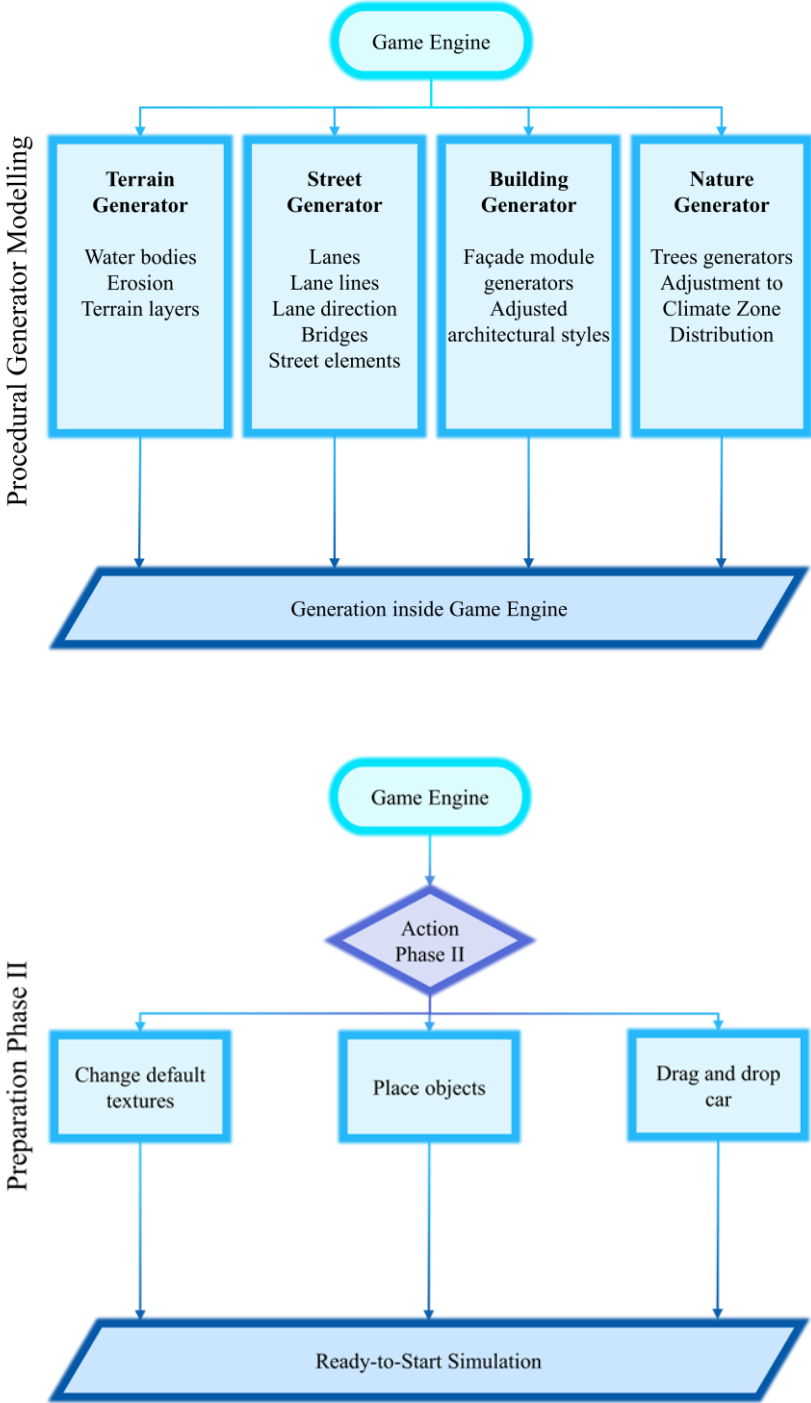 Game Engine
Procedural Generator Modelling
Terrain
Generator
Water bodies
Erosion
Terrain layers
Street
Generator
Lanes
Lane lines
Lane direction
Bridges
Street elements
Building
Generator
Façade module
generators
Adjusted
architectural styles
Nature
Generator
Trees generators
Adjustment to
Climate Zone
Distribution
Generation inside Game Engine
Game Engine
Preparation Phase II
Action
Phase II
Change default
textures
Place objects
Drag and drop
car
Ready-to-Start Simulation